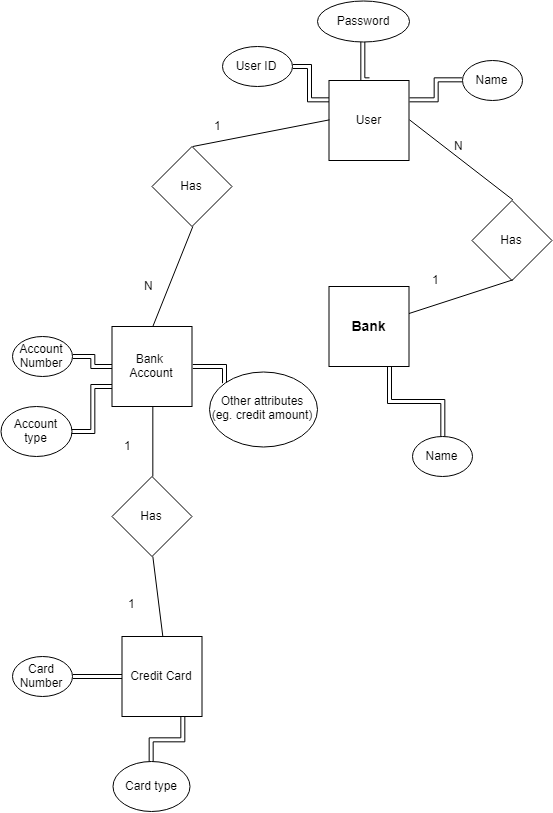 Password
User ID
Name
User
1
N
Has
Has
N
1
Bank
Account
Number
Bank
Account
Other attributes
(eg. credit amount)
Account
type
1
Name
Has
1
Card
Number
Credit Card
Card type